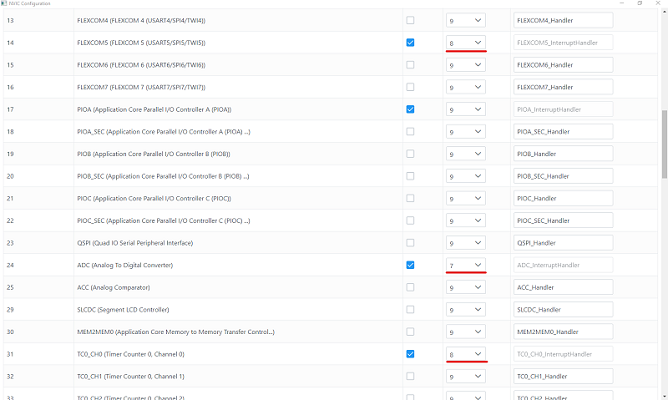 NVIC Configuration
13 FLEXCOM4 (FLEXCOM 4 (USART4/SPI4/TWI4)) 9 FLEXCOM4_Handler
14 FLEXCOM5 (FLEXCOM 5 (USART5/SPI5/TWI5)) 8 FLEXCOM5_InterruptHandler
15 FLEXCOM6 (FLEXCOM 6 (USART6/SPI6/TWI6)) 9 FLEXCOM6_Handler
16 FLEXCOM7 (FLEXCOM 7 (USART7/SPI7/TWI7)) 9 FLEXCOM7_Handler
17 PIOA (Application Core Parallel I/O Controller A (PIOA)) 9 PIOA_InterruptHandler
18 PIOA_SEC (Application Core Parallel I/O Controller A (PIOA) ...) 9 PIOA_SEC_Handler
19 PIOB (Application Core Parallel I/O Controller B (PIOB)) 9 PIOB_Handler
20 PIOB_SEC (Application Core Parallel I/O Controller B (PIOB) ...) 9 PIOB_SEC_Handler
21 PIOC (Application Core Parallel I/O Controller C (PIOC)) 9 PIOC_Handler
22 PIOC_SEC (Application Core Parallel I/O Controller C (PIOC) ...) 9 PIOC_SEC_Handler
23 QSPI (Quad IO Serial Peripheral Interface) 9 QSPI_Handler
24 ADC (Analog To Digital Converter) 7 ADC_InterruptHandler
25 ACC (Analog Comparator) 9 ACC_Handler
29 SLCDC (Segment LCD Controller) 9 SLCDC_Handler
30 MEM2MEM0 (Application Core Memory to Memory Transfer Control... 9 MEM2MEM0_Handler
31 TC0_CH0 (Timer Counter 0, Channel 0) 8 TC0_CH0_InterruptHandler
32 TC0_CH1 (Timer Counter 0, Channel 1) 9 TC0_CH1_Handler
33 TC0_CH2 (Timer Counter 0, Channel 2) 9 TC0_CH2_Handler